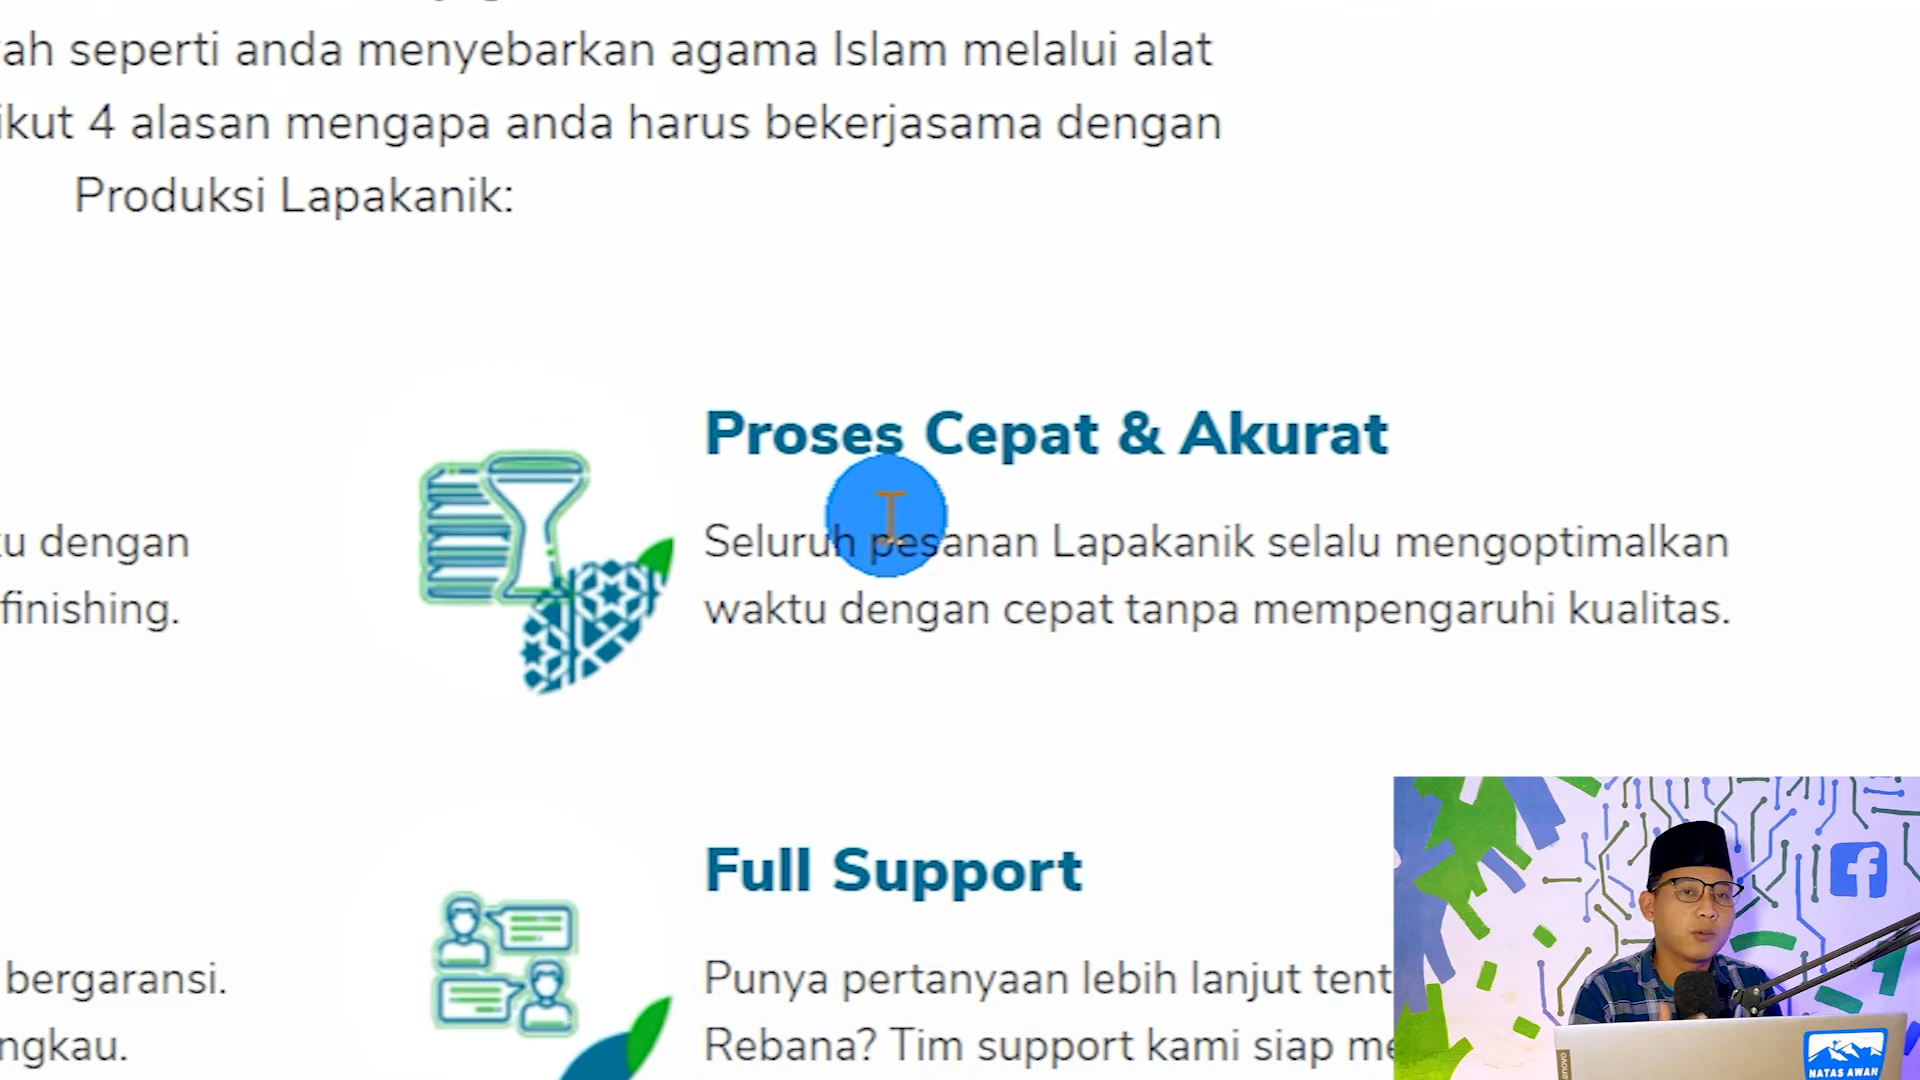 ah seperti anda menyebarkan agama Islam melalui alat
ikut 4 alasan mengapa anda harus bekerjasama dengan
Produksi Lapakanik:
Proses Cepat & Akurat
u dengan
finishing.
Seluruh pesanan Lapakanik selalu mengoptimalkan
waktu dengan cepat tanpa mempengaruhi kualitas.
Full Support
bergaransi.
ngkau.
Punya pertanyaan lebih lanjut tent
Rebana? Tim support kami siap me
NATAS AWAN
Lenovo